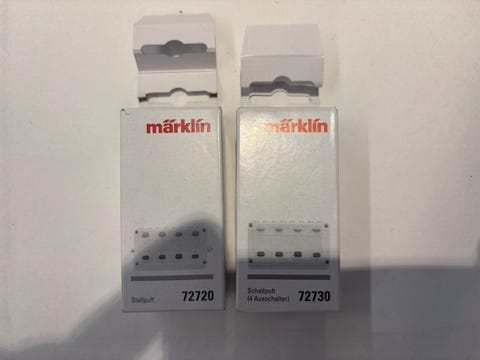 märklin
Stellpult 72720
märklin
Schaltpult
(4 Ausschalter) 72730